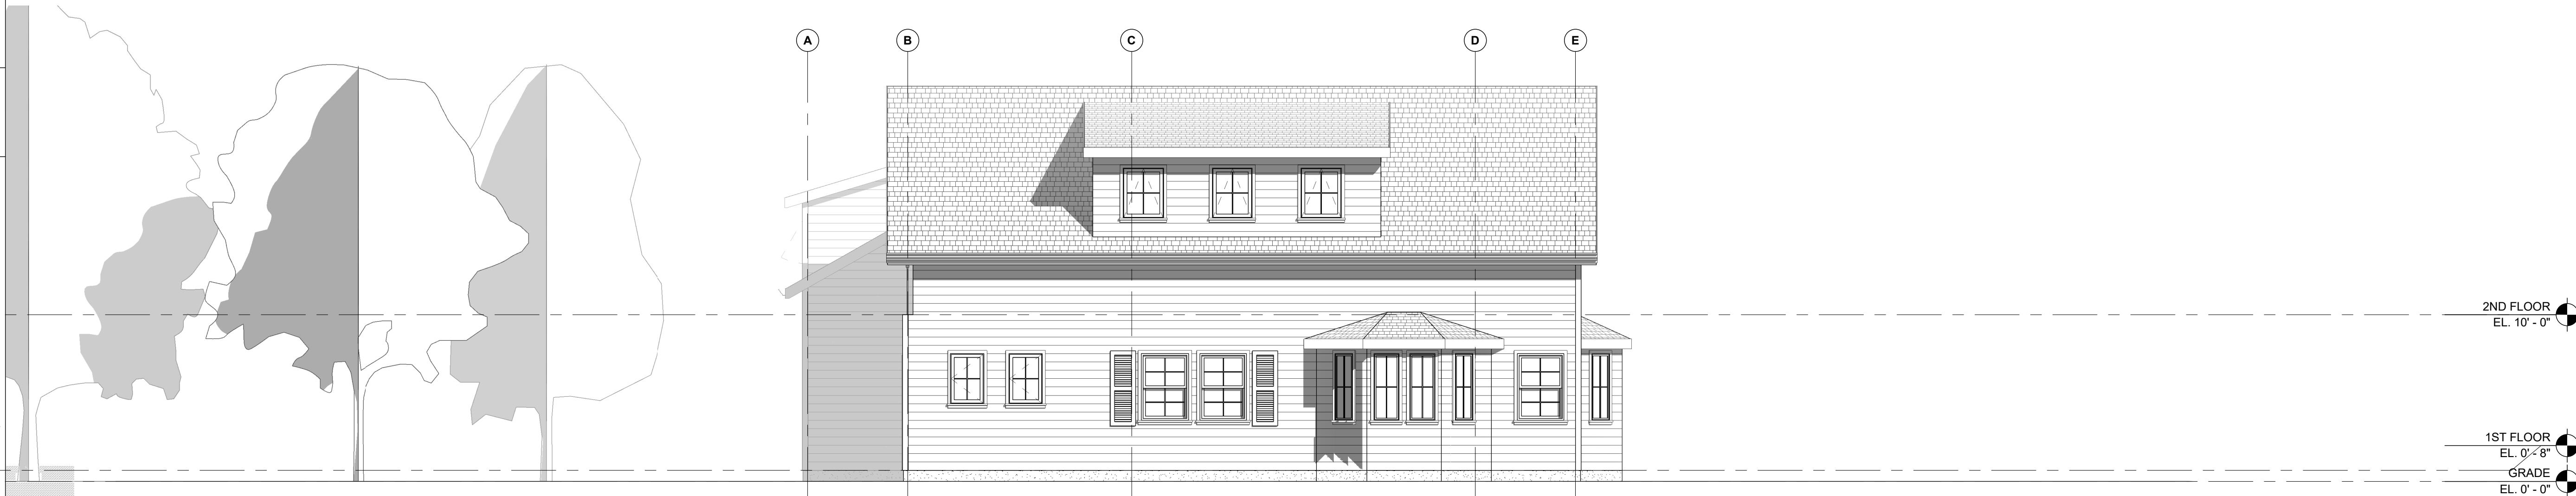 A
B
C
D
E
2ND FLOOR
EL. 10' - 0"
1ST FLOOR
EL. 0' - 8"
GRADE
EL. 0' - 0"